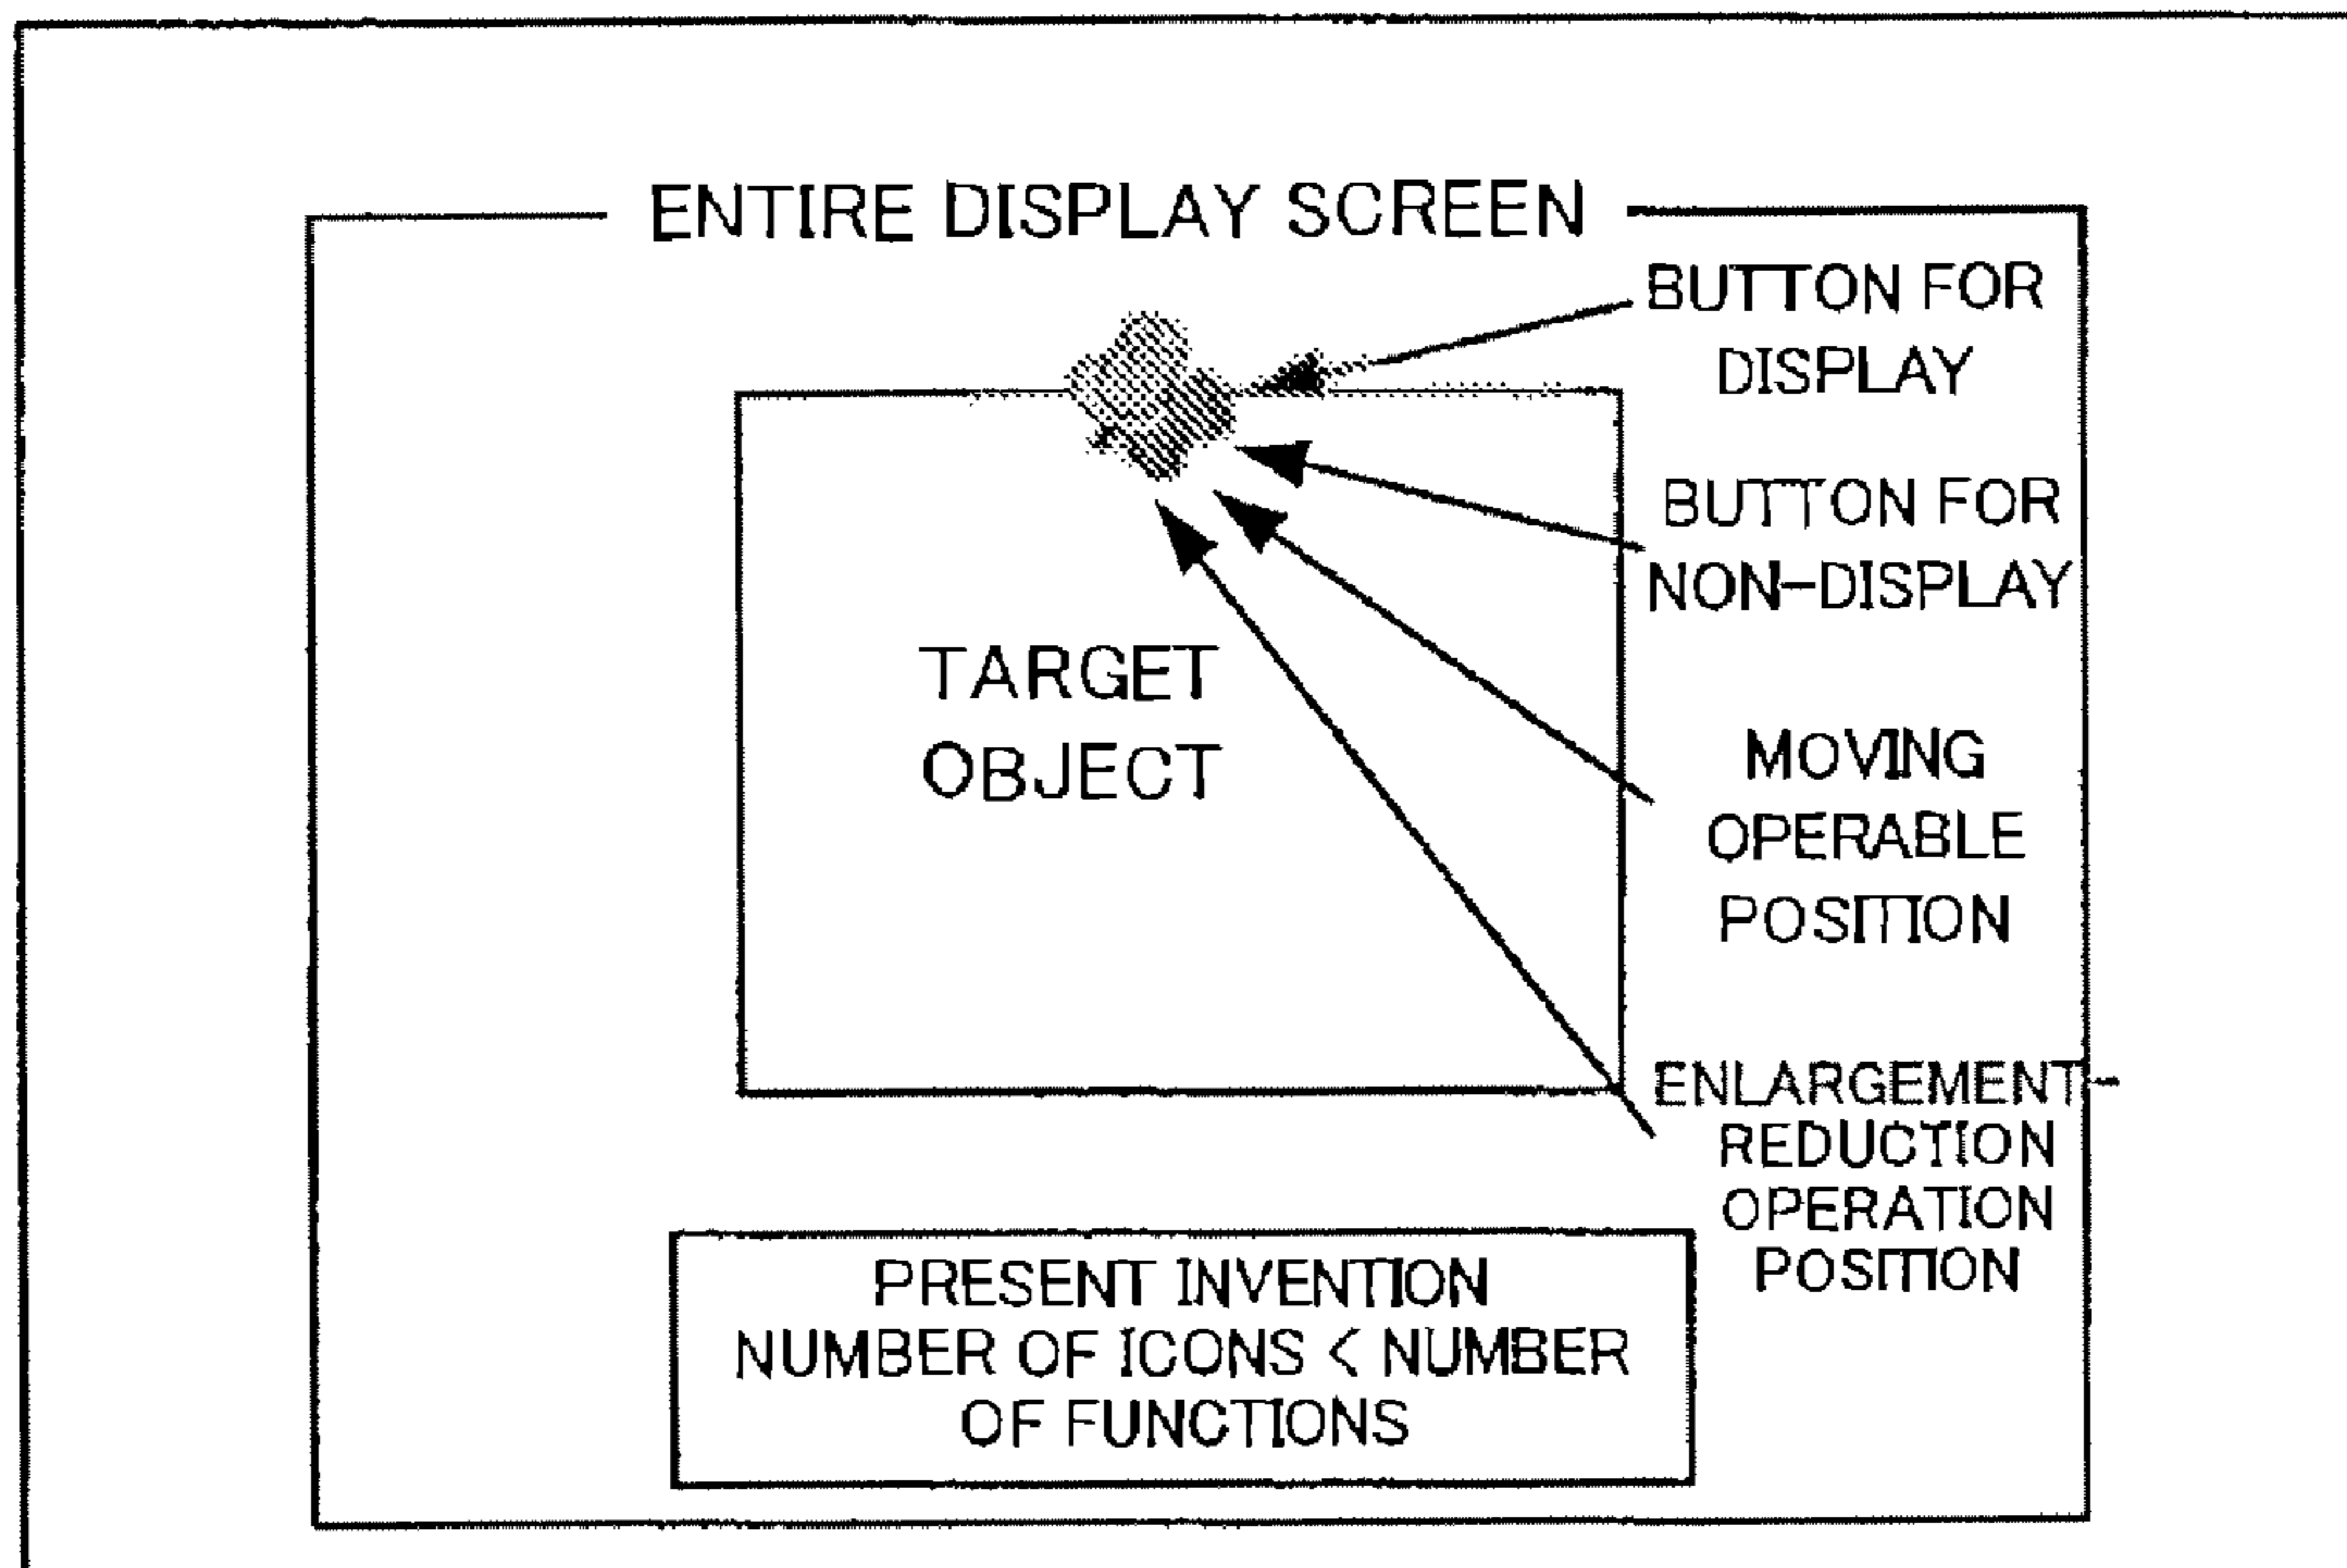 ENTIRE DISPLAY SCREEN
BUTTON FOR
DISPLAY
BUTTON FOR
NON-DISPLAY
TARGET
OBJECT
MOVING
OPERABLE
POSITION
ENLARGEMENT-
REDUCTION
OPERATION
POSITION
PRESENT INVENTION
NUMBER OF ICONS < NUMBER
OF FUNCTIONS